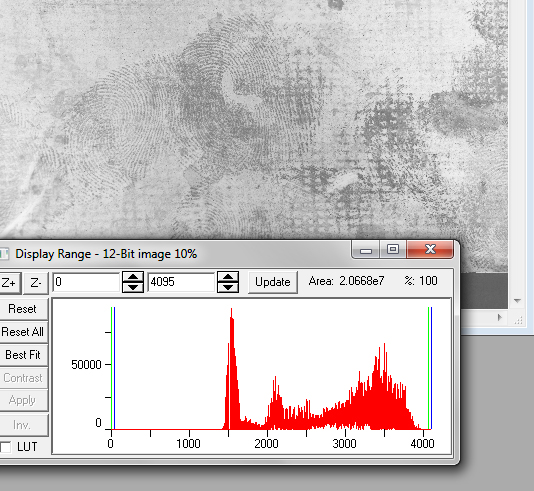 Display Range - 12-Bit image 10%
Z+ Z- 0 4095 Update Area: 2.0668e7 %: 100
Reset
Reset All
Best Fit
Contrast
Apply
Inv.
LUT
50000
0
0 1000 2000 3000 4000